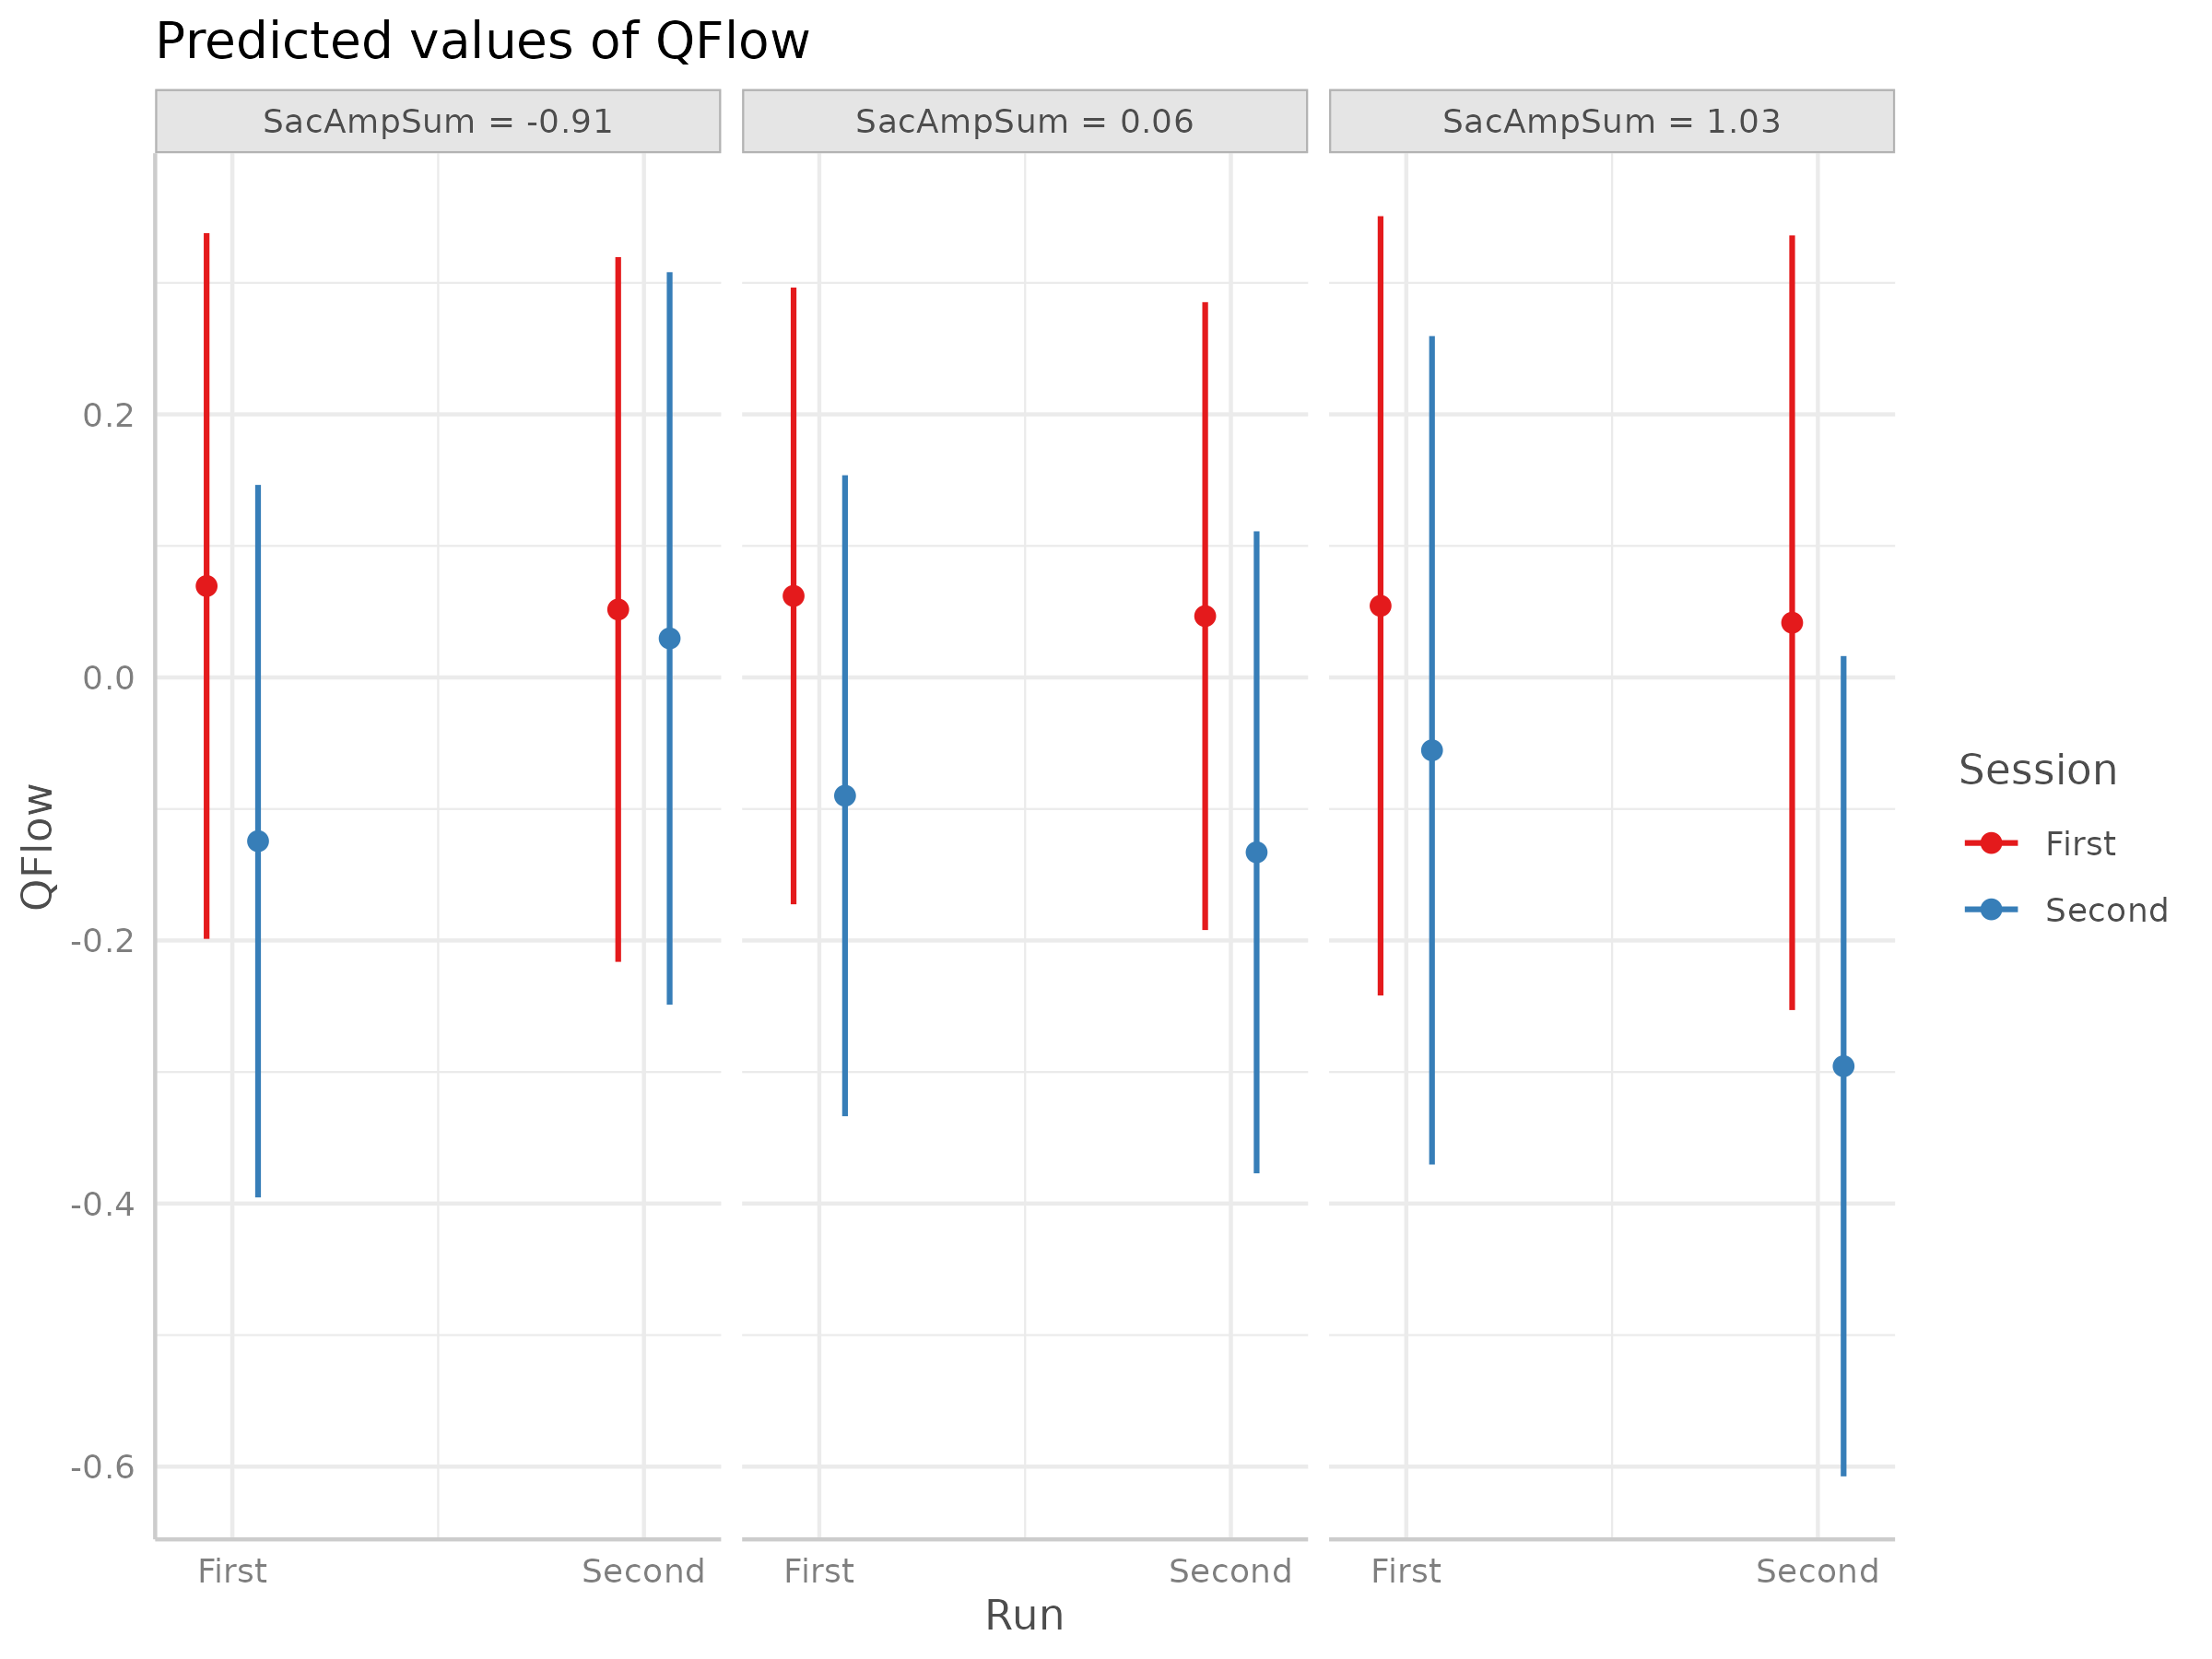 Predicted values of QFlow
SacAmpSum = -0.91
SacAmpSum = 0.06
SacAmpSum = 1.03
0.2
0.0
-0.2
-0.4
-0.6
QFlow
First
Second
First
Second
First
Second
Run
Session
First
Second